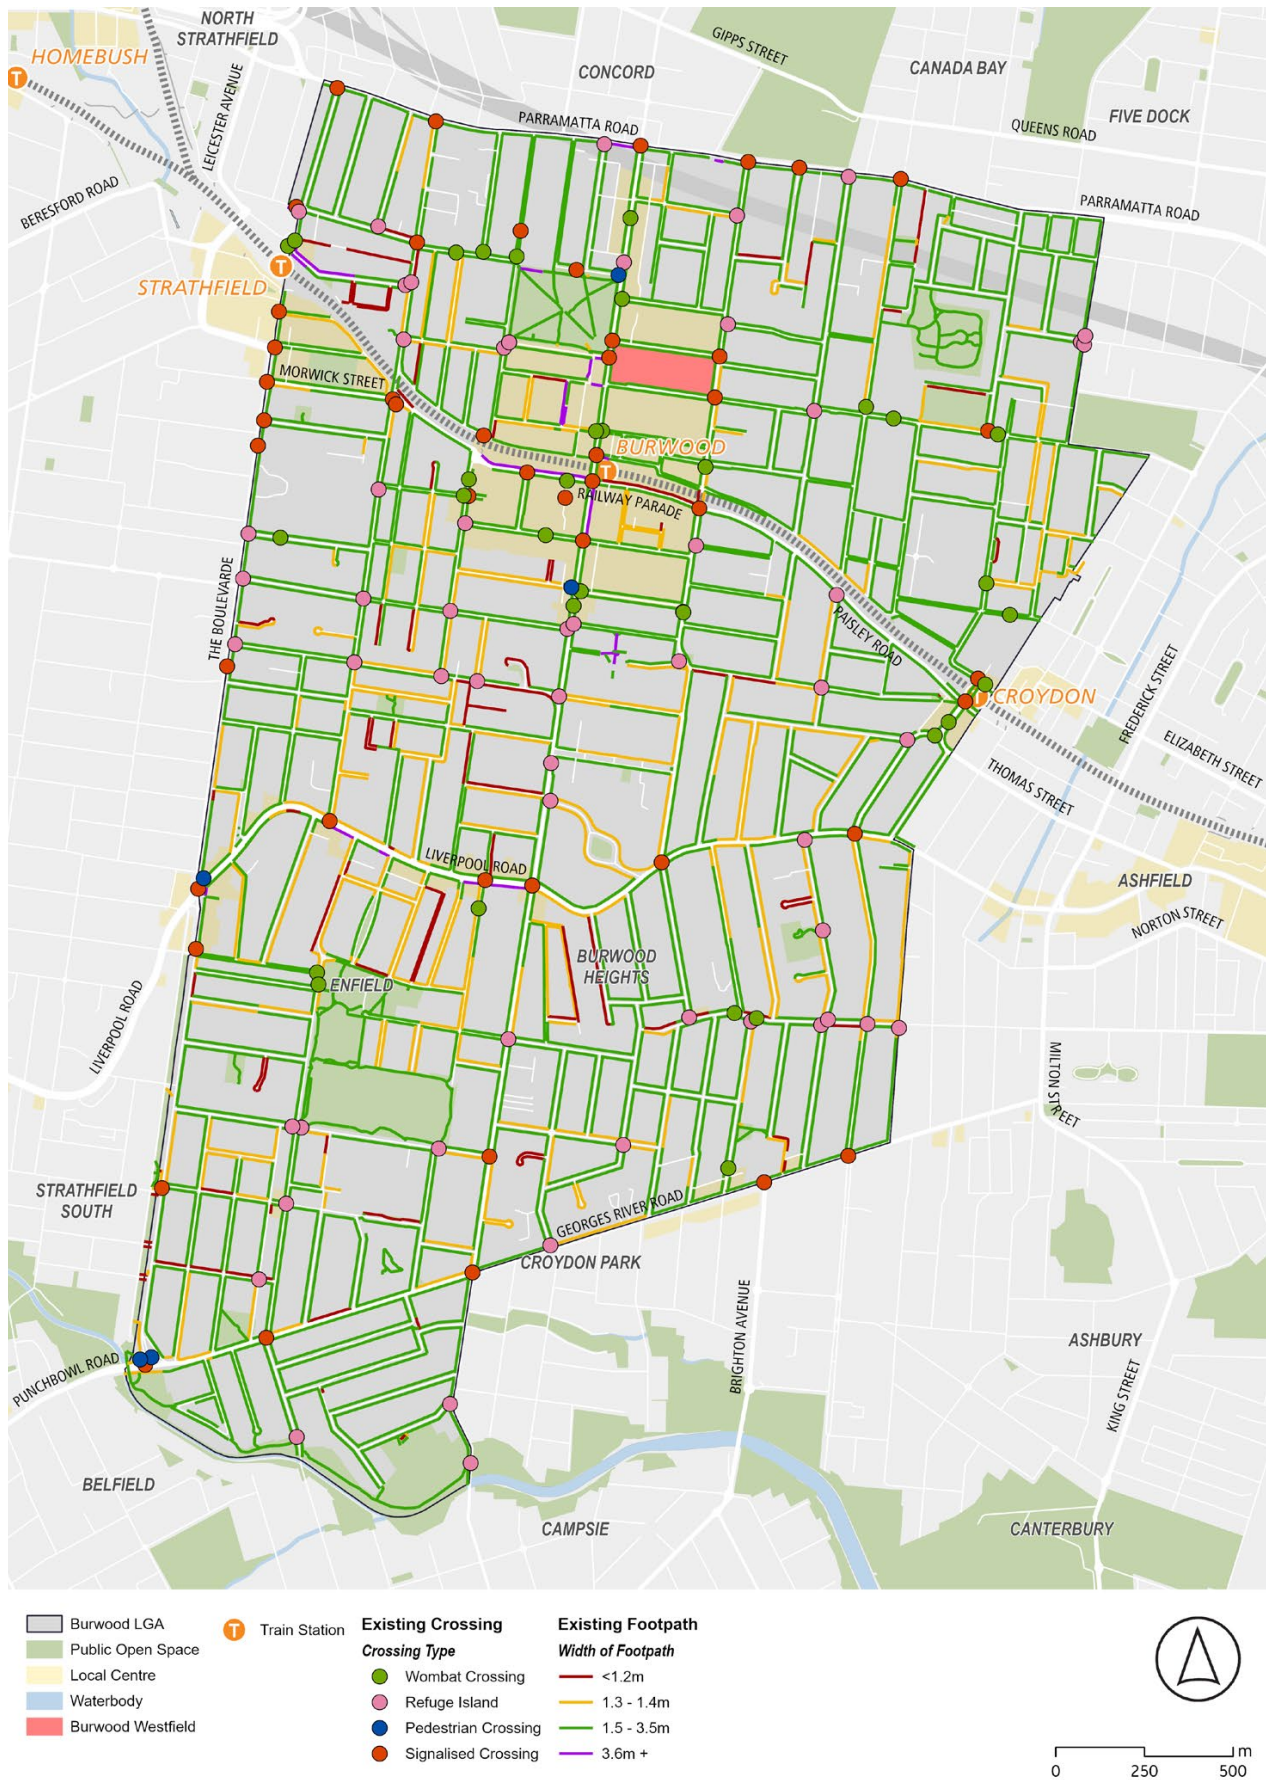 NORTH
STRATHFIELD
HOMEBUSH
T
LEICESTER AVENUE
CONCORD
GIPPS STREET
CANADA BAY
FIVE DOCK
QUEENS ROAD
PARRAMATTA ROAD
PARRAMATTA ROAD
BERESFORD ROAD
T
STRATHFIELD
MORWICK STREET
BURWOOD
T
RAILWAY PARADE
THE BOULEVARDE
PAISLEY ROAD
CROYDON
FREDERICK STREET
ELIZABETH STREET
THOMAS STREET
LIVERPOOL ROAD
ASHFIELD
NORTON STREET
BURWOOD
HEIGHTS
ENFIELD
LIVERPOOL ROAD
MILTON STREET
STRATHFIELD
SOUTH
GEORGES RIVER ROAD
CROYDON PARK
BRIGHTON AVENUE
ASHBURY
KING STREET
PUNCHBOWL ROAD
BELFIELD
CAMPSIE
CANTERBURY
Burwood LGA
Public Open Space
Local Centre
Waterbody
Burwood Westfield
T Train Station
Existing Crossing
Crossing Type
Wombat Crossing
Refuge Island
Pedestrian Crossing
Signalised Crossing
Existing Footpath
Width of Footpath
<1.2m
1.3 - 1.4m
1.5 - 3.5m
3.6m +
m
0 250 500